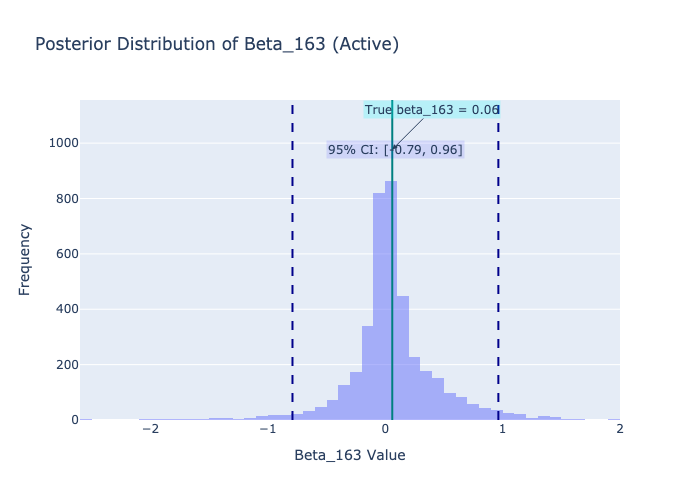 Posterior Distribution of Beta_163 (Active)
True beta_163 = 0.06
95% CI: [-0.79, 0.96]
1000
800
600
400
200
0
Frequency
−2
−1
0
1
2
Beta_163 Value